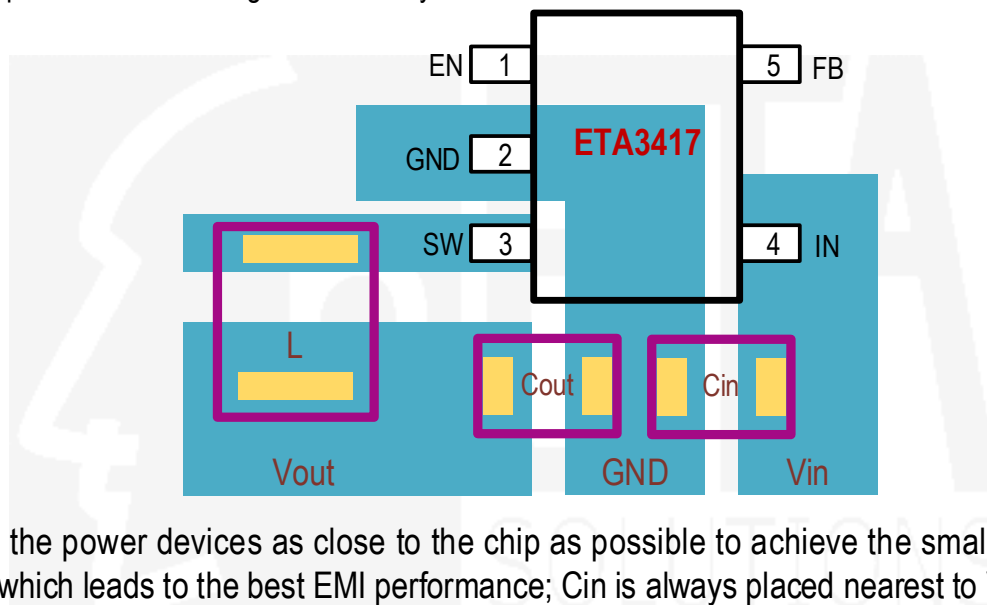 EN 1
5 FB
ETA3417
GND 2
SW 3
4 IN
L
Cout
Cin
Vout
GND
Vin
the power devices as close to the chip as possible to achieve the smal
which leads to the best EMI performance; Cin is always placed nearest to